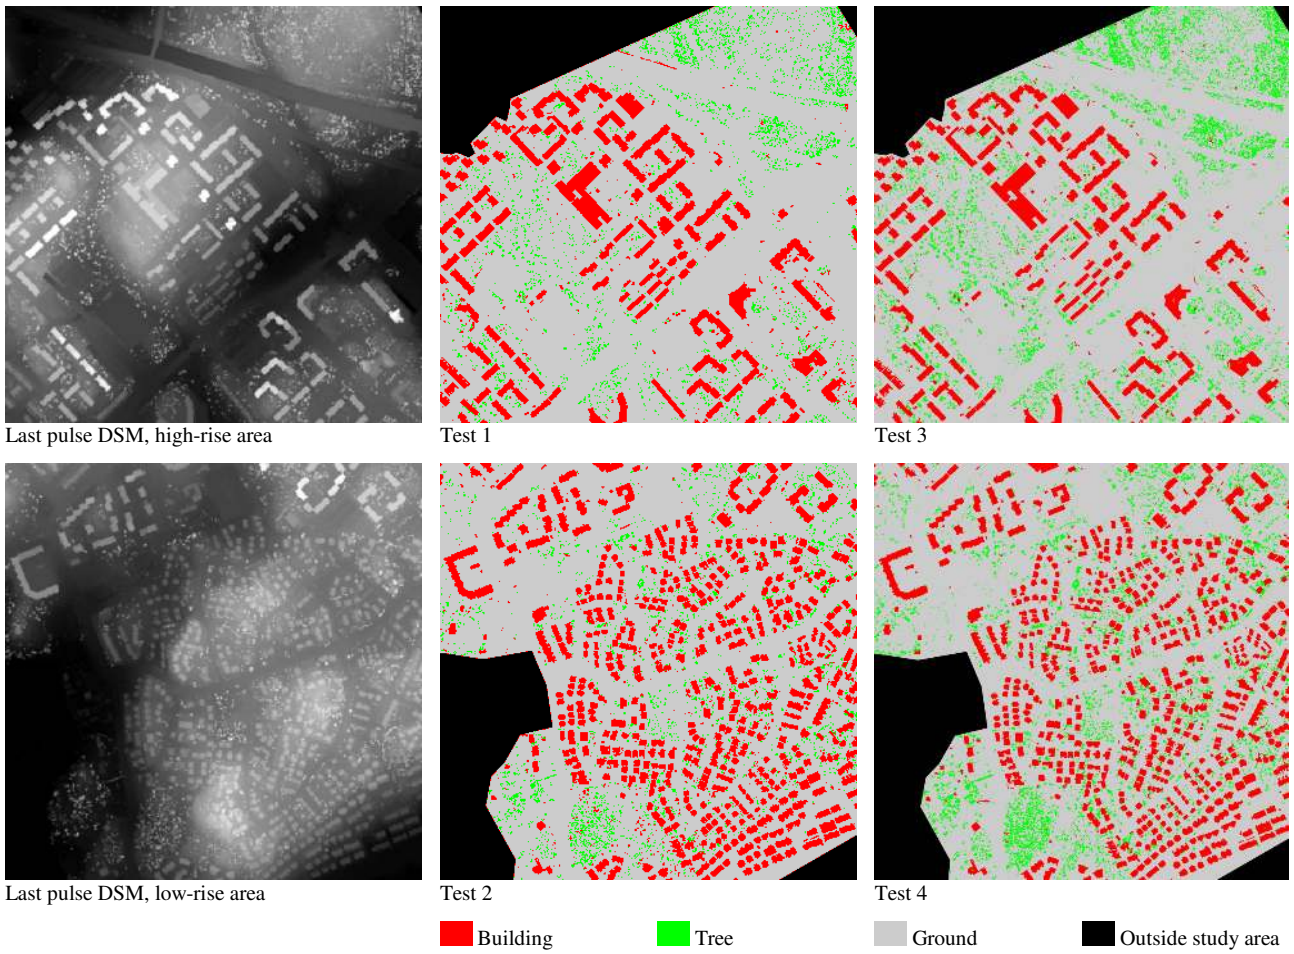 Last pulse DSM, high-rise area
Test 1
Test 3
Last pulse DSM, low-rise area
Test 2
Test 4
Building
Tree
Ground
Outside study area